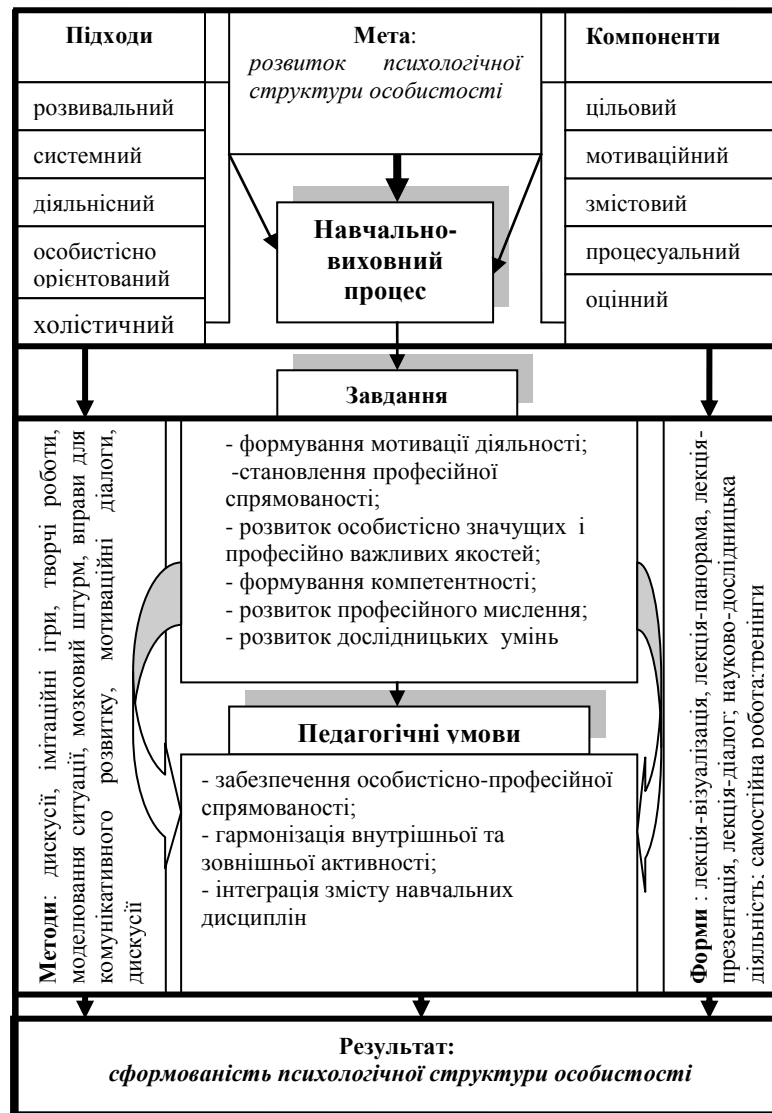 Підходи
розвивальний
системний
діяльнісний
особистісно
орієнтований
холістичний
Мета:
розвиток психологічної
структури особистості
Компоненти
цільовий
мотиваційний
змістовий
процесуальний
оцінний
Навчально-
виховний
процес
Завдання
- формування мотивації діяльності;
-становлення професійної
спрямованості;
- розвиток особистісно значущих і
професійно важливих якостей;
- формування компетентності;
- розвиток професійного мислення;
- розвиток дослідницьких умінь
Педагогічні умови
- забезпечення особистісно-професійної
спрямованості;
- гармонізація внутрішньої та
зовнішньої активності;
- інтеграція змісту навчальних
дисциплін
Методи: дискусії, імітаційні ігри, творчі роботи,
моделювання ситуації, мозковий штурм, вправи для
комунікативного розвитку, мотиваційні діалоги,
дискусії
Форми : лекція-візуалізація, лекція-панорама, лекція-
презентація, лекція-діалог; науково-дослідницька
діяльність: самостійна робота:тренінги
Результат:
сформованість психологічної структури особистості